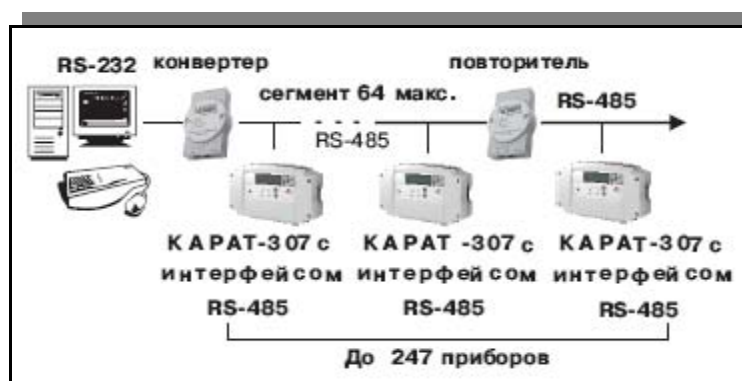 RS-232 конвертер повторитель
сегмент 64 макс.
RS-485
RS-485
КАРАТ-307 с КАРАТ -307 с КАРАТ-307 с
интерфейсом интерфейсом интерфейсом
RS-485 RS-485 RS-485
До 247 приборов